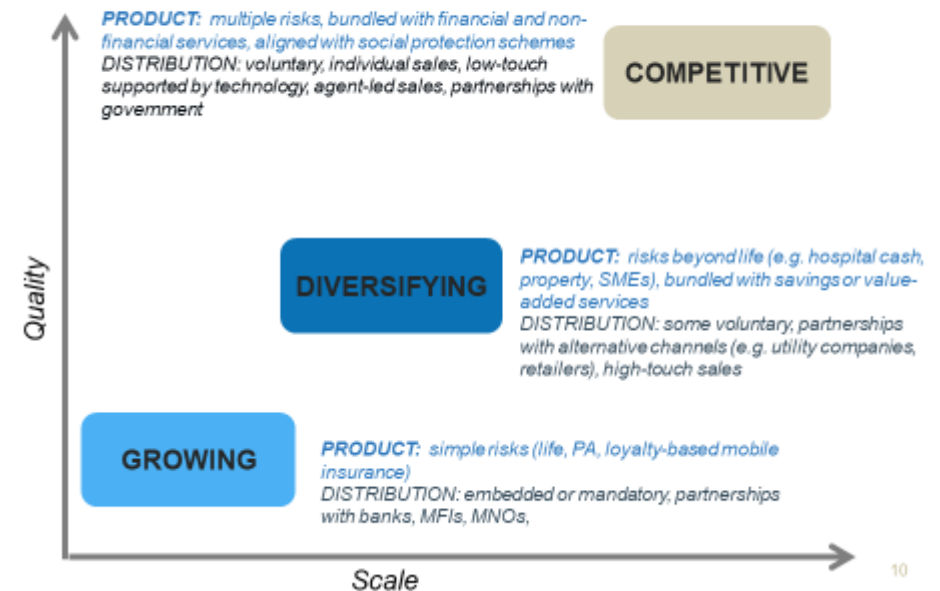 PRODUCT: multiple risks, bundled with financial and non-
financial services, aligned with social protection schemes
DISTRIBUTION: voluntary, individual sales, low-touch
supported by technology, agent-led sales, partnerships with
government
COMPETITIVE
Quality
DIVERSIFYING
PRODUCT: risks beyond life (e.g. hospital cash,
property, SMEs), bundled with savings or value-
added services
DISTRIBUTION: some voluntary, partnerships
with alternative channels (e.g. utility companies,
retailers), high-touch sales
GROWING
PRODUCT: simple risks (life, PA, loyalty-based mobile
insurance)
DISTRIBUTION: embedded or mandatory, partnerships
with banks, MFIs, MNOs,
Scale
10